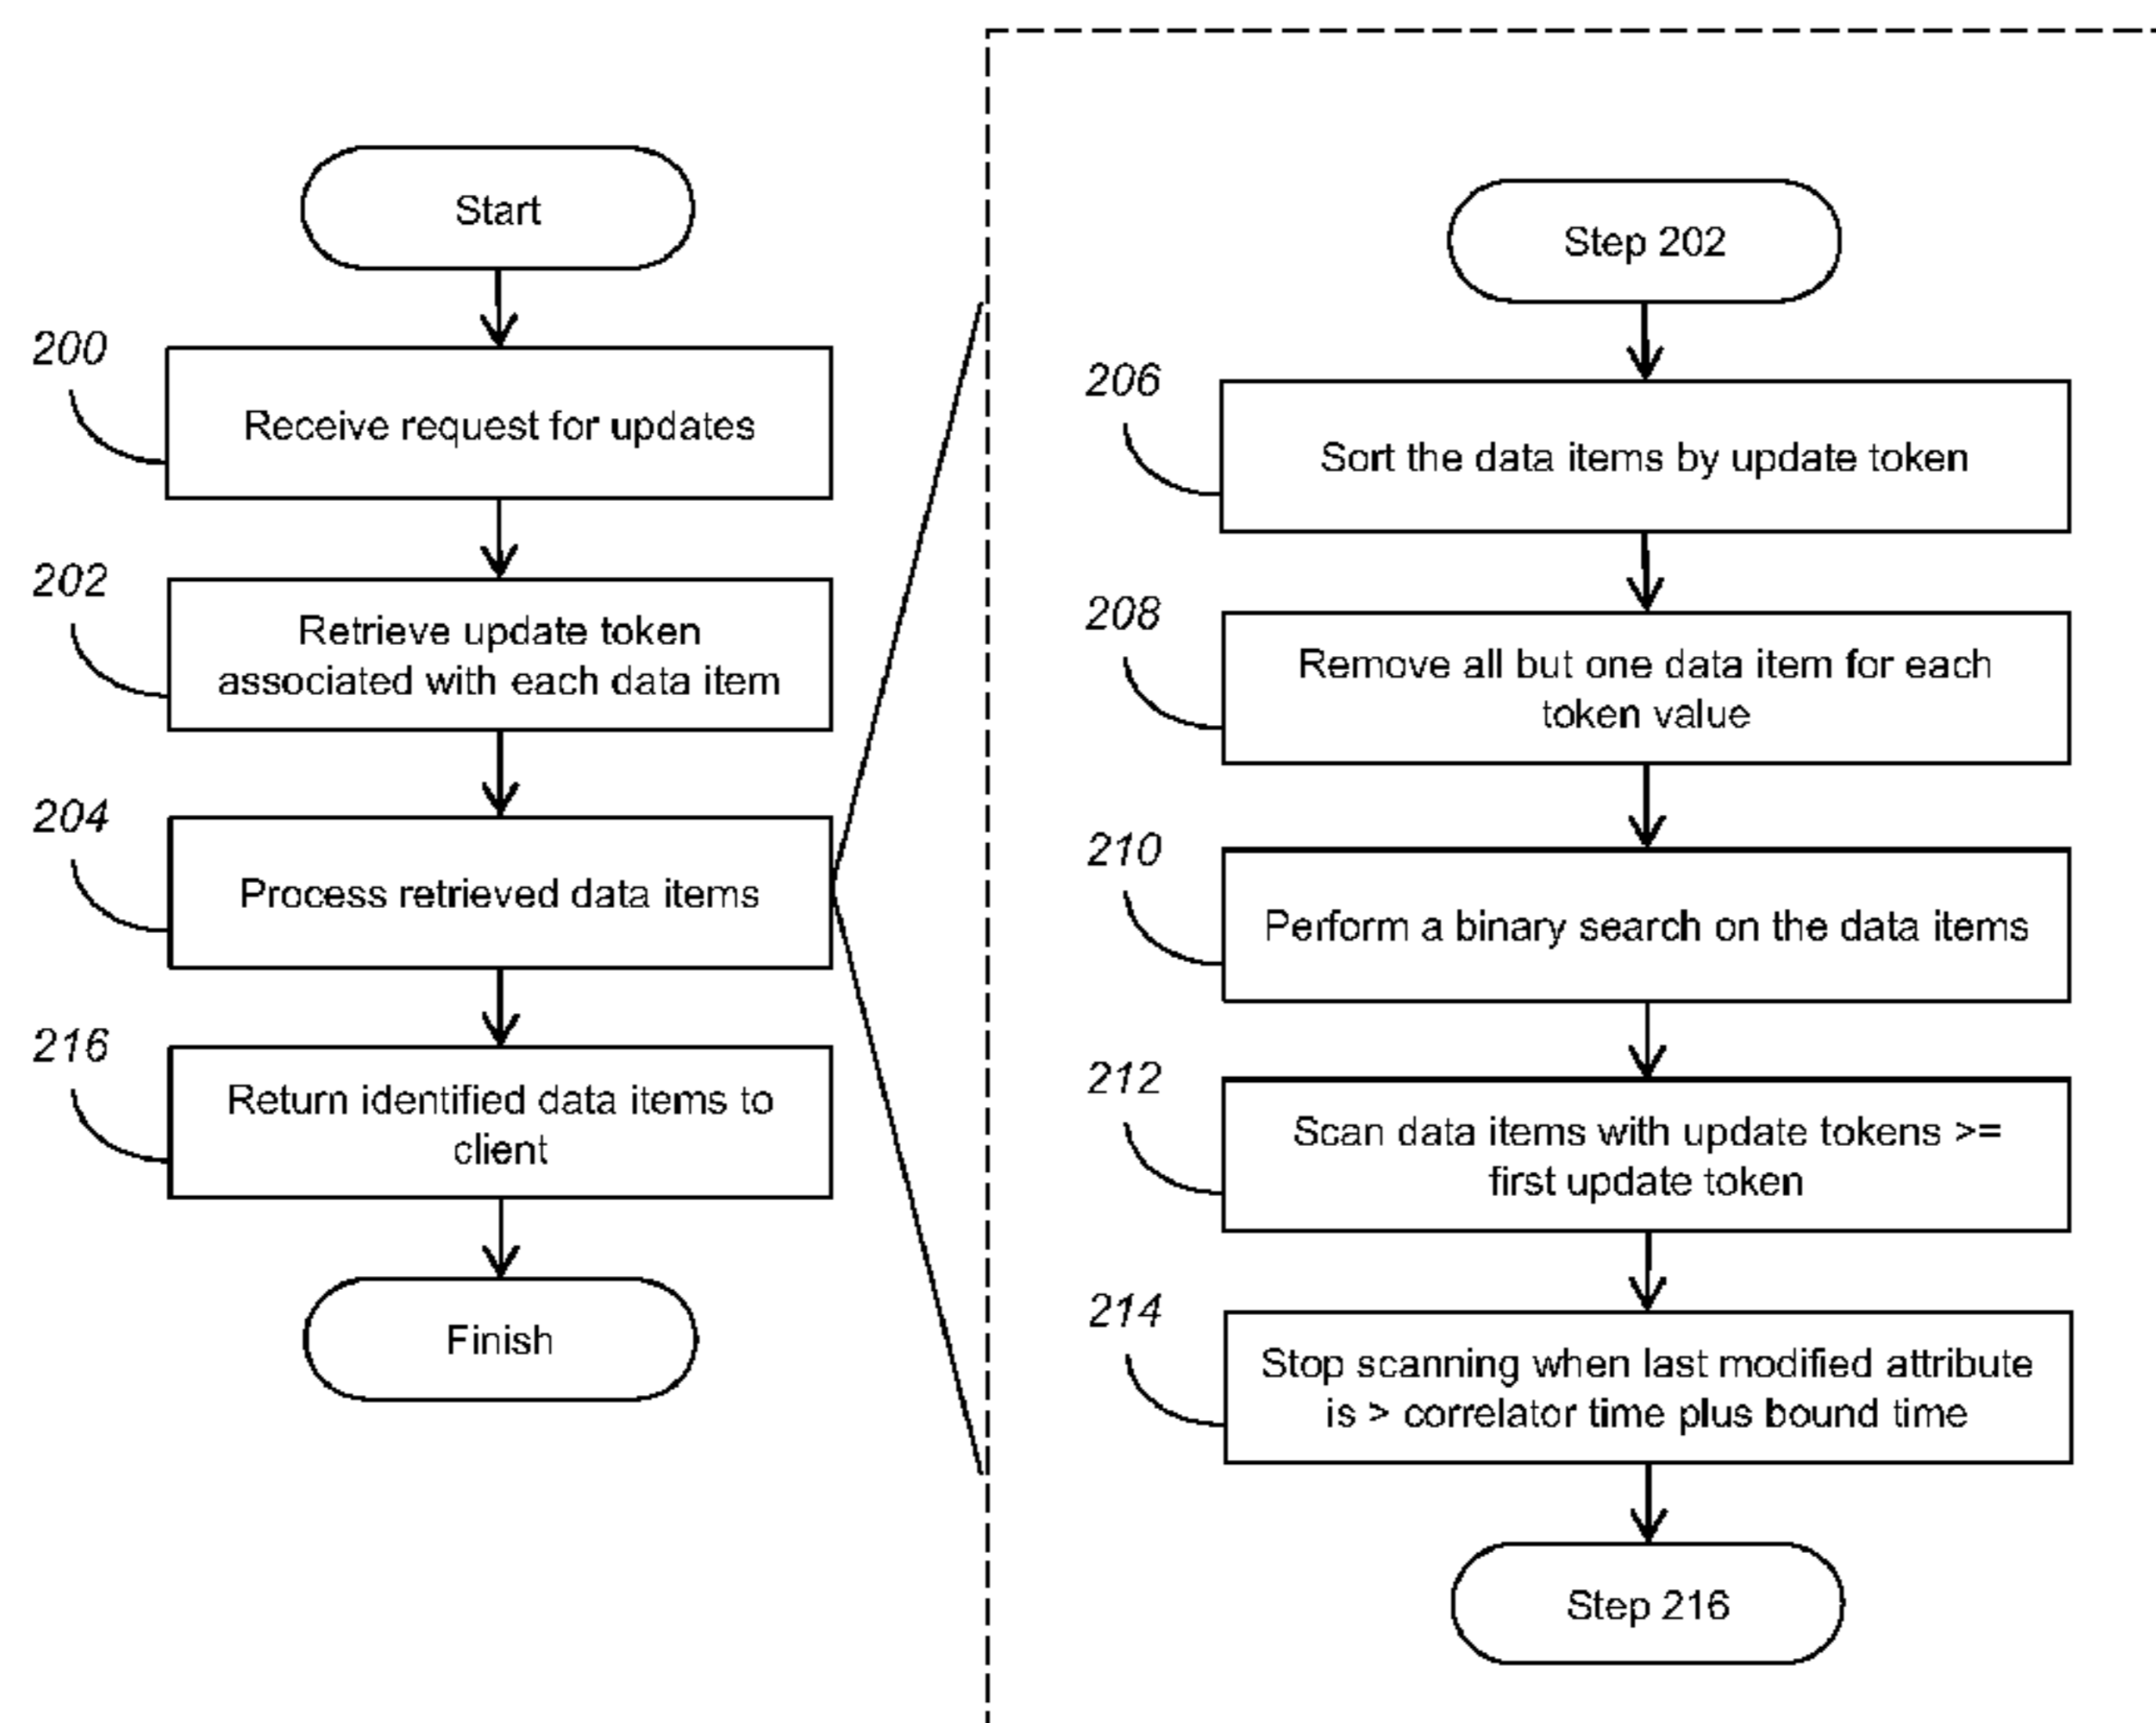 Start
200
Receive request for updates
202
Retrieve update token
associated with each data item
204
Process retrieved data items
216
Return identified data items to
client
Finish
Step 202
206
Sort the data items by update token
208
Remove all but one data item for each
token value
210
Perform a binary search on the data items
212
Scan data items with update tokens >=
first update token
214
Stop scanning when last modified attribute
is > correlator time plus bound time
Step 216